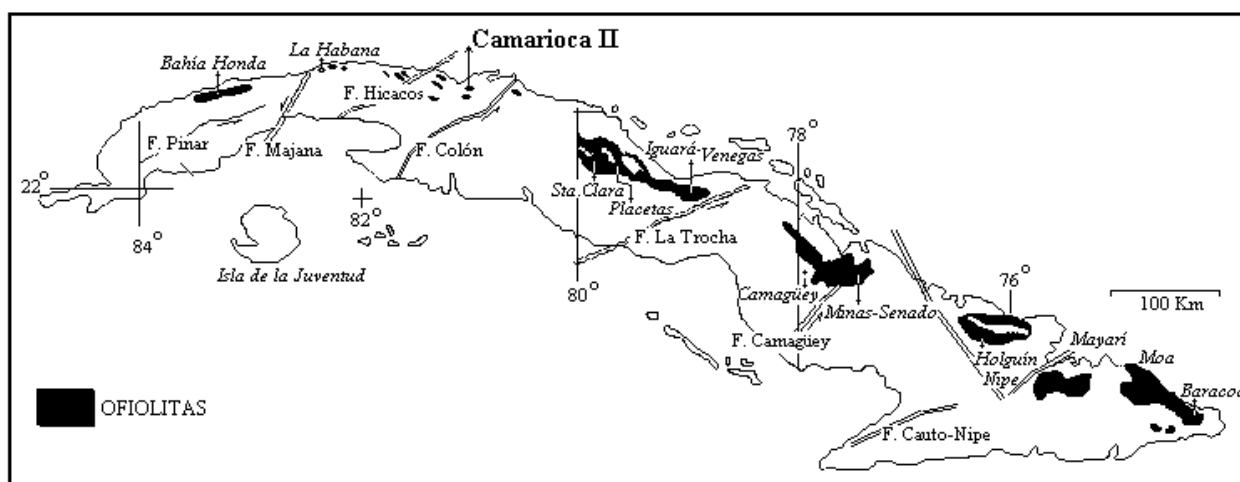 Camarioca II
La Habana
Bahía Honda
F. Hicacos
F. Pinar
F. Majana
F. Colón
78°
Iguará-
Venegas
22°
82°
84°
Sta.Clara
Placetas
F. La Trocha
Isla de la Juventud
80°
76°
100 Km
Camagüey
Minas-Senado
F. Camagüey
Holguín
Nipe
Mayarí
Moa
Baracoa
OFIOLITAS
F. Cauto-Nipe